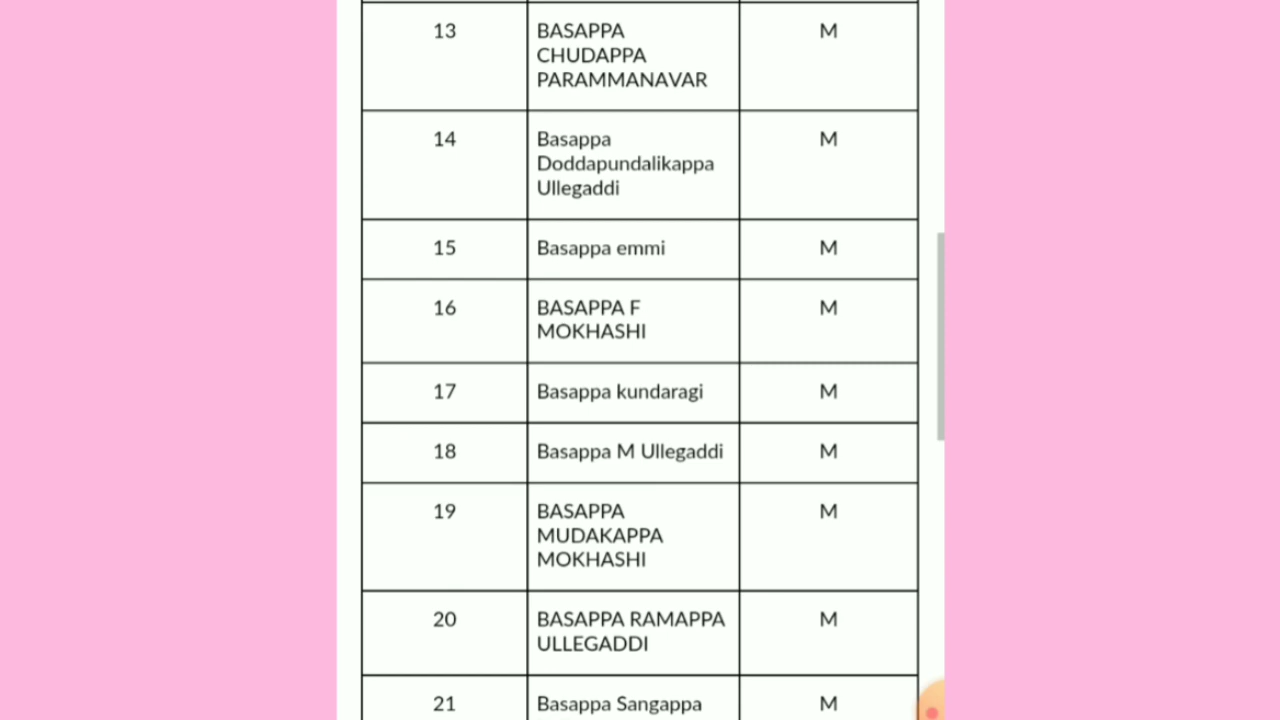 13 BASAPPA M
CHUDAPPA
PARAMMANAVAR
14 Basappa M
Doddapundalikappa
Ullegaddi
15 Basappa emmi M
16 BASAPPA F M
MOKHASHI
17 Basappa kundaragi M
18 Basappa M Ullegaddi M
19 BASAPPA M
MUDAKAPPA
MOKHASHI
20 BASAPPA RAMAPPA M
ULLEGADDI
21 Basappa Sangappa M